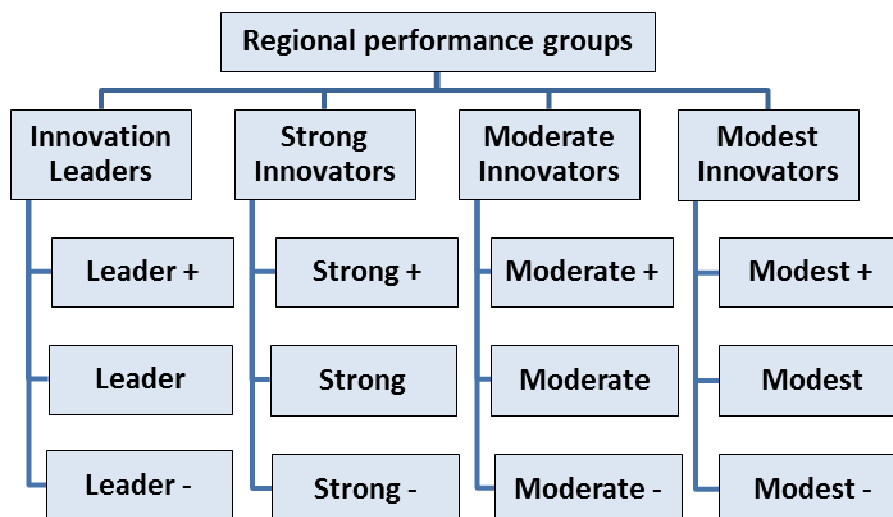 Regional performance groups
Innovation
Leaders
Strong
Innovators
Moderate
Innovators
Modest
Innovators
Leader +
Strong +
Moderate +
Modest +
Leader
Strong
Moderate
Modest
Leader -
Strong -
Moderate -
Modest -